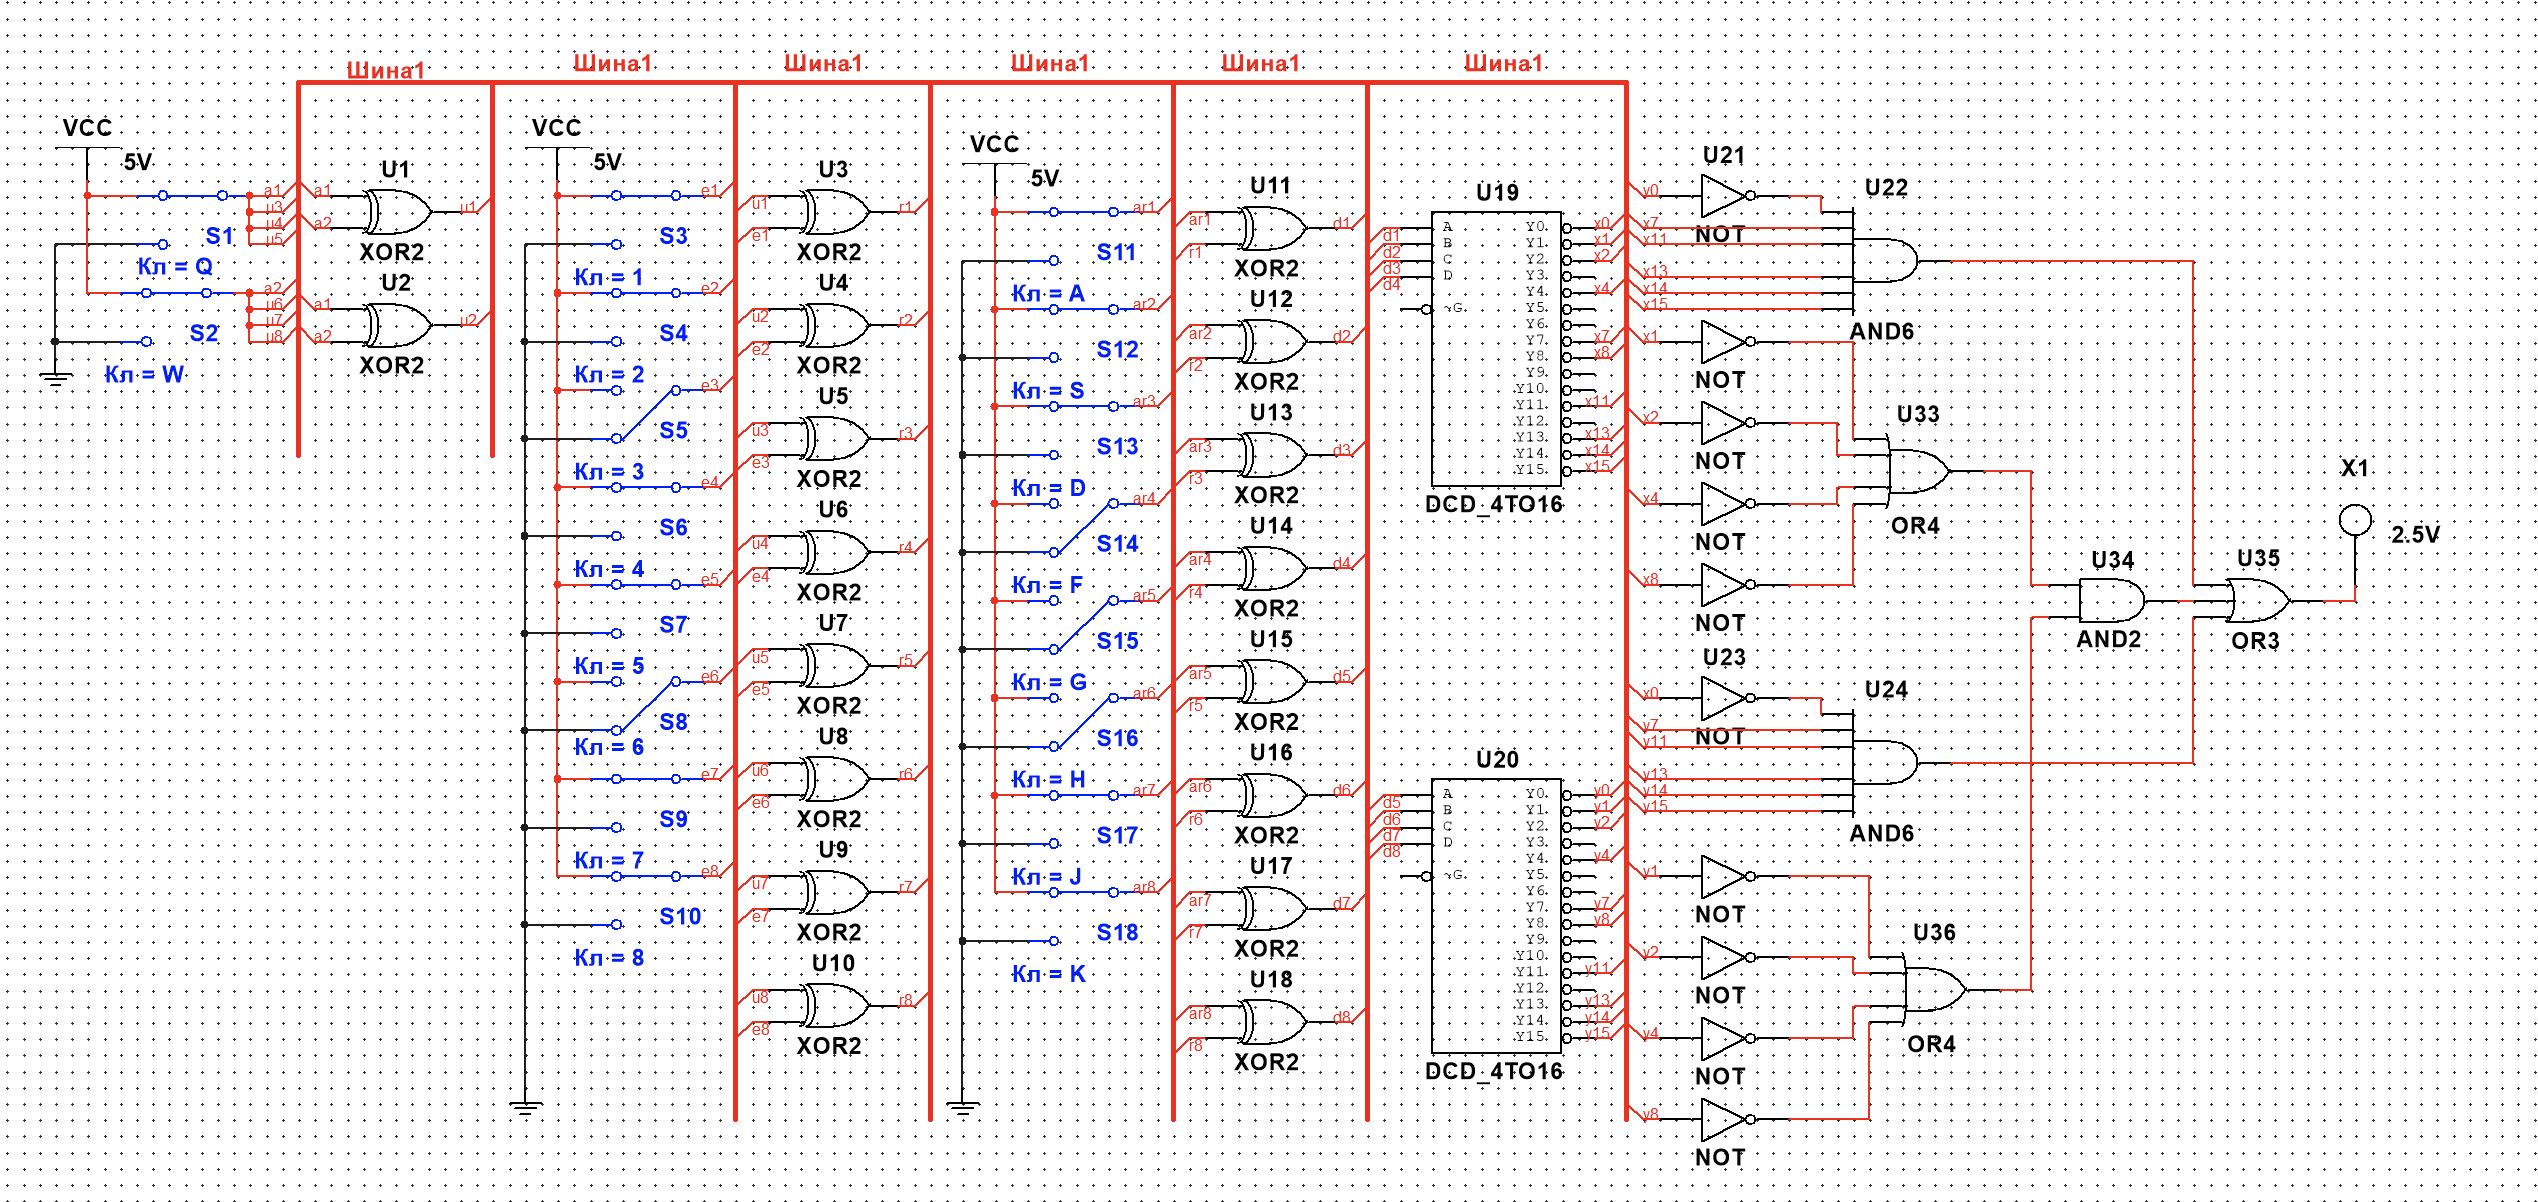 Шина1
Шина1
Шина1
Шина1
Шина1
Шина1
VCC
5V
a1
u3
u4
u5
S1
Кл = Q
a2
u6
u7
u8
S2
Кл = W
a1
a2
U1
XOR2
u1
a1
a2
U2
XOR2
u2
VCC
5V
e1
S3
Кл = 1
e2
S4
Кл = 2
e3
S5
Кл = 3
e4
S6
Кл = 4
e5
S7
Кл = 5
e6
S8
Кл = 6
e7
S9
Кл = 7
e8
S10
Кл = 8
U3
u1
e1
r1
XOR2
U4
u2
e2
r2
XOR2
U5
u3
e3
r3
XOR2
U6
u4
e4
r4
XOR2
U7
u5
e5
r5
XOR2
U8
u6
e6
r6
XOR2
U9
u7
e7
r7
XOR2
U10
u8
e8
r8
XOR2
VCC
5V
ar1
S11
Кл = A
ar2
S12
Кл = S
ar3
S13
Кл = D
ar4
S14
Кл = F
ar5
S15
Кл = G
ar6
S16
Кл = H
ar7
S17
Кл = J
ar8
S18
Кл = K
U11
ar1
r1
d1
XOR2
U12
ar2
r2
d2
XOR2
U13
ar3
r3
d3
XOR2
U14
ar4
r4
d4
XOR2
U15
ar5
r5
d5
XOR2
U16
ar6
r6
d6
XOR2
U17
ar7
r7
d7
XOR2
U18
ar8
r8
d8
XOR2
U19
d1
d2
d3
d4
A
B
C
D
~G
Y0
Y1
Y2
Y3
Y4
Y5
Y6
Y7
Y8
Y9
Y10
Y11
Y12
Y13
Y14
Y15
x0
x1
x2
x4
x7
x8
x11
x13
x14
x15
DCD_4TO16
U20
d5
d6
d7
d8
A
B
C
D
~G
Y0
Y1
Y2
Y3
Y4
Y5
Y6
Y7
Y8
Y9
Y10
Y11
Y12
Y13
Y14
Y15
y0
y1
y2
y4
y7
y8
y11
y13
y14
y15
DCD_4TO16
U21
y0
NOT
x7
x11
x13
x14
x15
U22
AND6
x1
NOT
x2
NOT
x4
NOT
x8
NOT
U33
OR4
U23
x0
NOT
y7
y11
y13
y14
y15
U24
AND6
y1
NOT
y2
NOT
y4
NOT
y8
NOT
U36
OR4
U34
AND2
U35
OR3
X1
2.5V